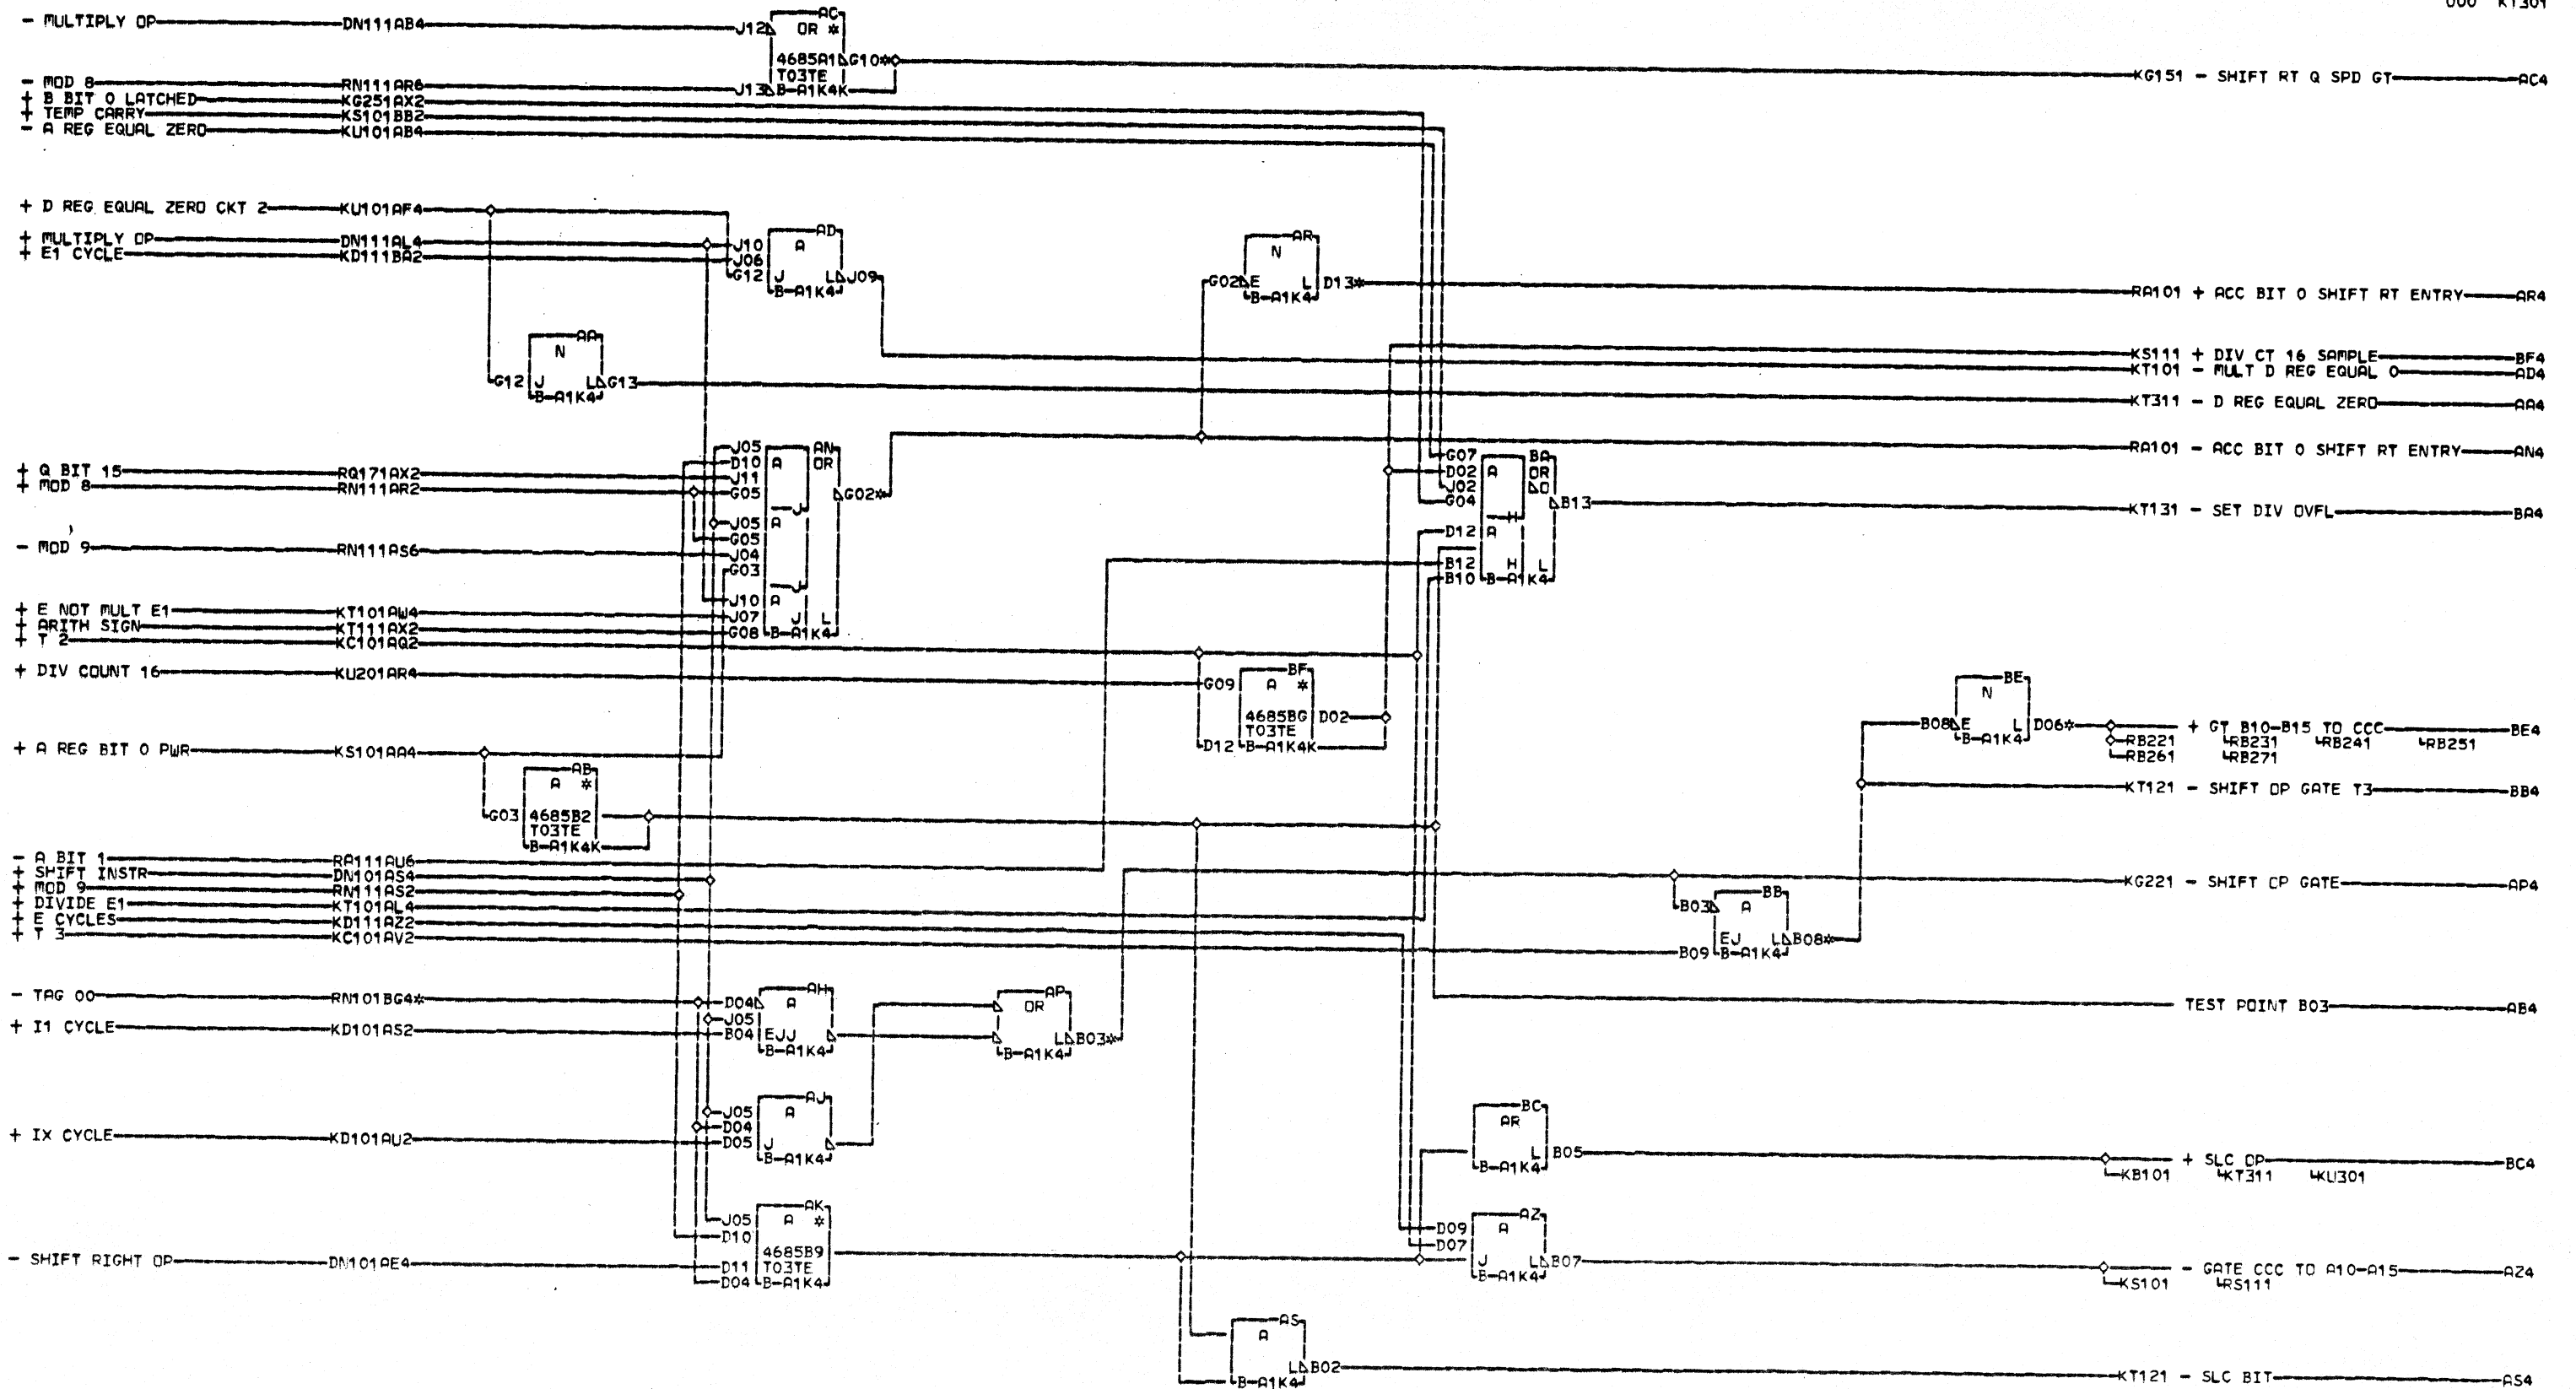 000 KT301
- MULTIPLY OP DN111AB4 J12 AC OR *
4685A1 G10*
T03TE
KG151 - SHIFT RT Q SPD GT AC4
- MOD 8 RN111AR6 J13 B-A1K4K
+ B BIT 0 LATCHED KG251AX2
+ TEMP CARRY KS101BB2
- A REG EQUAL ZERO KU101AB4
+ D REG EQUAL ZERO CKT 2 KU101AF4
+ MULTIPLY OP DN111AL4 J10 A AD
+ E1 CYCLE KD111BA2 J06
G12 J L J09
B-A1K4
AR
N
G02 E L D13*
B-A1K4
RA101 + ACC BIT 0 SHIFT RT ENTRY AR4
AA
N
G12 J L G13
B-A1K4
KS111 + DIV CT 16 SAMPLE BF4
KT101 - MULT D REG EQUAL 0 AD4
KT311 - D REG EQUAL ZERO AA4
RA101 - ACC BIT 0 SHIFT RT ENTRY AN4
J05 AN
D10 A OR
+ Q BIT 15 RQ171AX2 J11
+ MOD 8 RN111AR2 G05 J G02*
J05 A
G05
- MOD 9 RN111AS6 J04
G03 J
J10 A
+ E NOT MULT E1 KT101AW4 J07 J L
+ ARITH SIGN KT111AX2 G08 B-A1K4
+ T 2 KC101AQ2
G07 BA
D02 A OR
J02 DO
G04 B13
H
D12 A
B12 H L
B10 B-A1K4
KT131 - SET DIV OVFL BA4
+ DIV COUNT 16 KU201AR4 G09 BF
A *
4685BG D02
T03TE
D12 B-A1K4K
BE
N
B08 E L D06*
B-A1K4
+ GT B10-B15 TO CCC BE4
RB221 RB231 RB241 RB251
RB261 RB271
+ A REG BIT 0 PWR KS101AA4
AB
A *
G03 4685B2
T03TE
B-A1K4K
KT121 - SHIFT OP GATE T3 BB4
- A BIT 1 RA111AU6
+ SHIFT INSTR DN101AS4
+ MOD 9 RN111AS2
+ DIVIDE E1 KT101AL4
+ E CYCLES KD111AZ2
+ T 3 KC101AV2
KG221 - SHIFT OP GATE AP4
BB
B03 A
EJ L B08*
B09 B-A1K4
- TAG 00 RN101BG4* D04 A AH
J05
+ I1 CYCLE KD101AS2 B04 EJJ
B-A1K4
AP
OR
L B03*
B-A1K4
TEST POINT B03 AB4
AJ
J05 A
D04
+ IX CYCLE KD101AU2 D05 J
B-A1K4
BC
AR
L B05
B-A1K4
+ SLC OP BC4
KB101 KT311 KU301
AK
J05 A *
D10
4685B9
- SHIFT RIGHT OP DN101AE4 D11 T03TE
D04 B-A1K4
AZ
D09 A
D07
J L B07
B-A1K4
- GATE CCC TO A10-A15 AZ4
KS101 RS111
AS
A
L B02
B-A1K4
KT121 - SLC BIT AS4